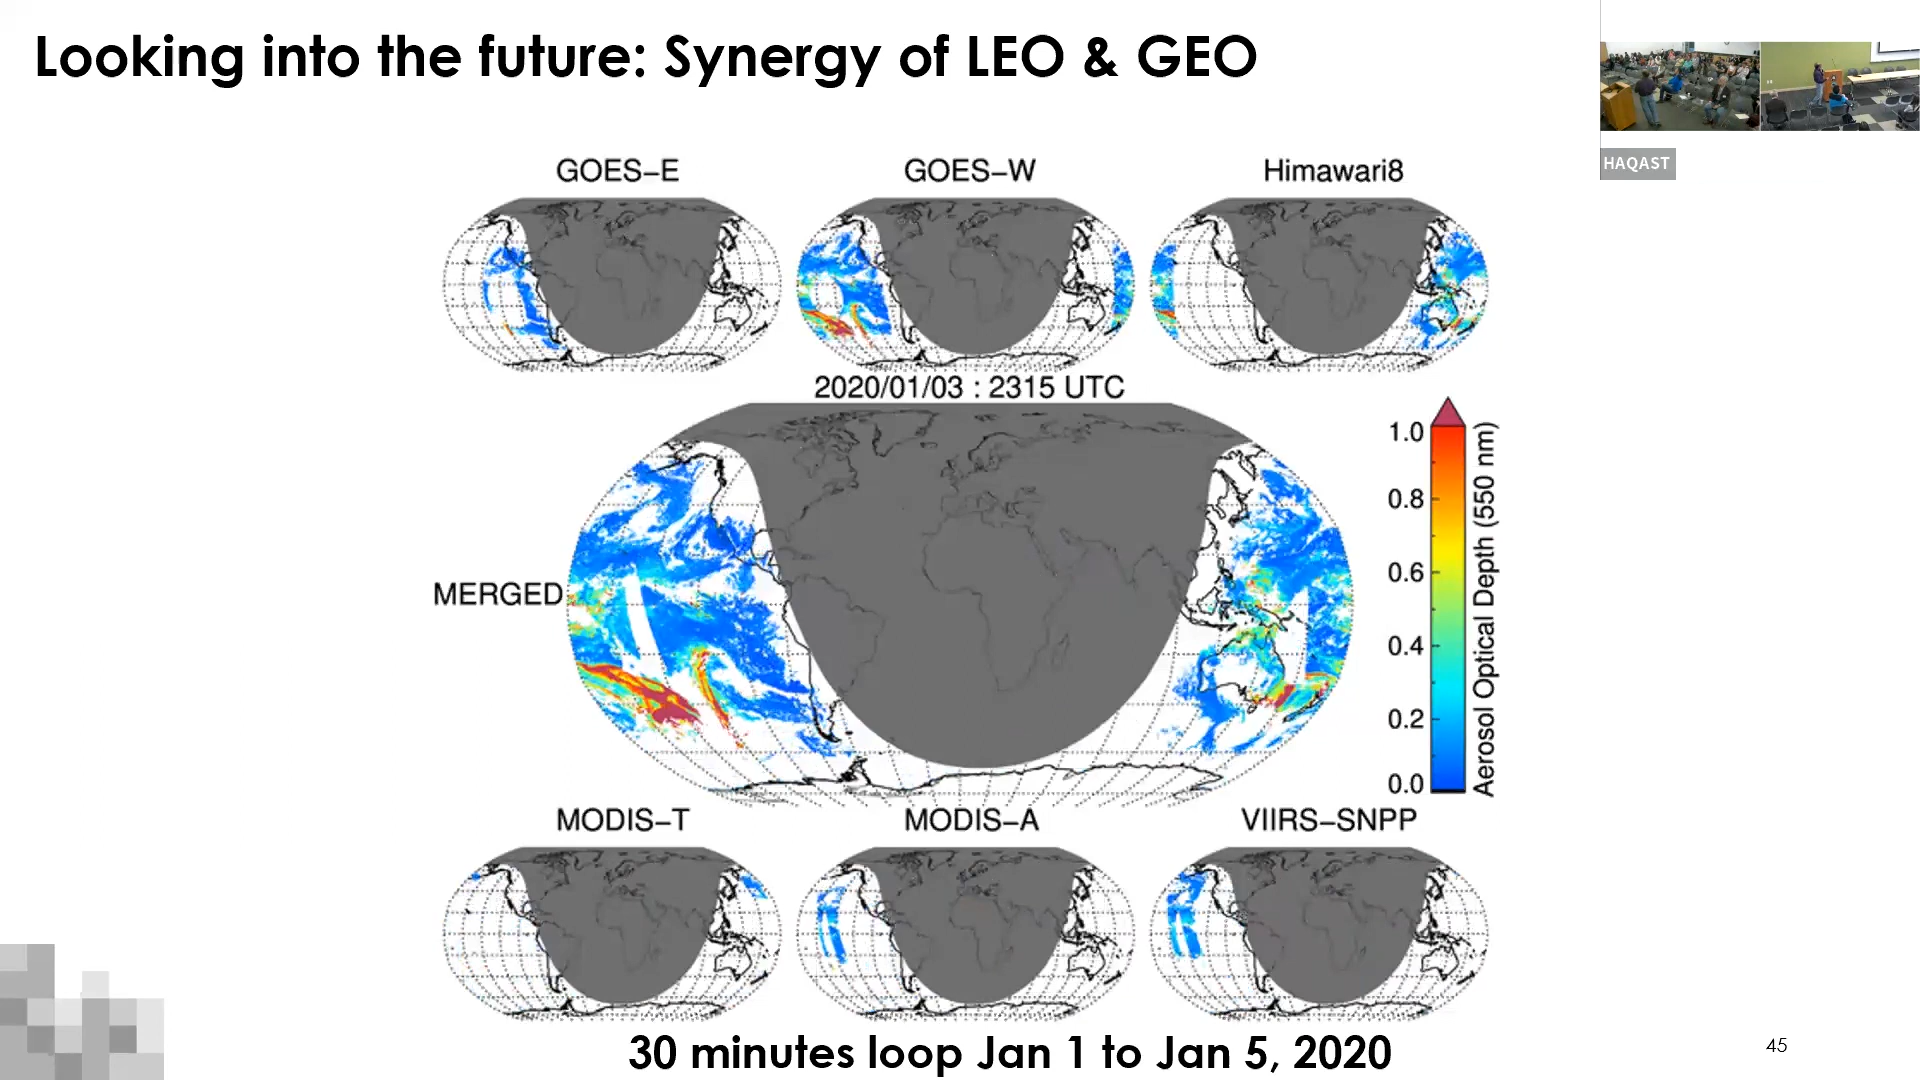 Looking into the future: Synergy of LEO & GEO
HAQAST
GOES-E GOES-W Himawari8
2020/01/03 : 2315 UTC
MERGED
1.0
0.8
0.6
0.4
0.2
0.0
Aerosol Optical Depth (550 nm)
MODIS-T MODIS-A VIIRS-SNPP
30 minutes loop Jan 1 to Jan 5, 2020
45